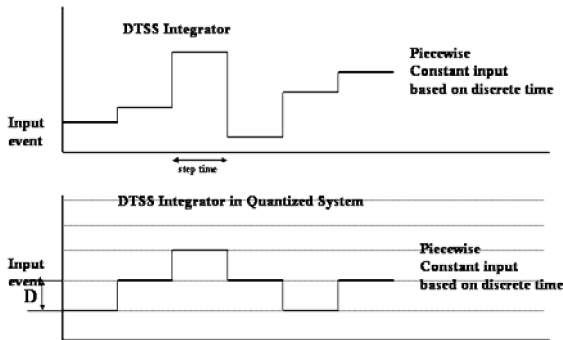 DTSS Integrator
Piecewise
Constant input
based on discrete time
Input
event
step time
DTSS Integrator in Quantized System
Piecewise
Constant input
based on discrete time
Input
event
D